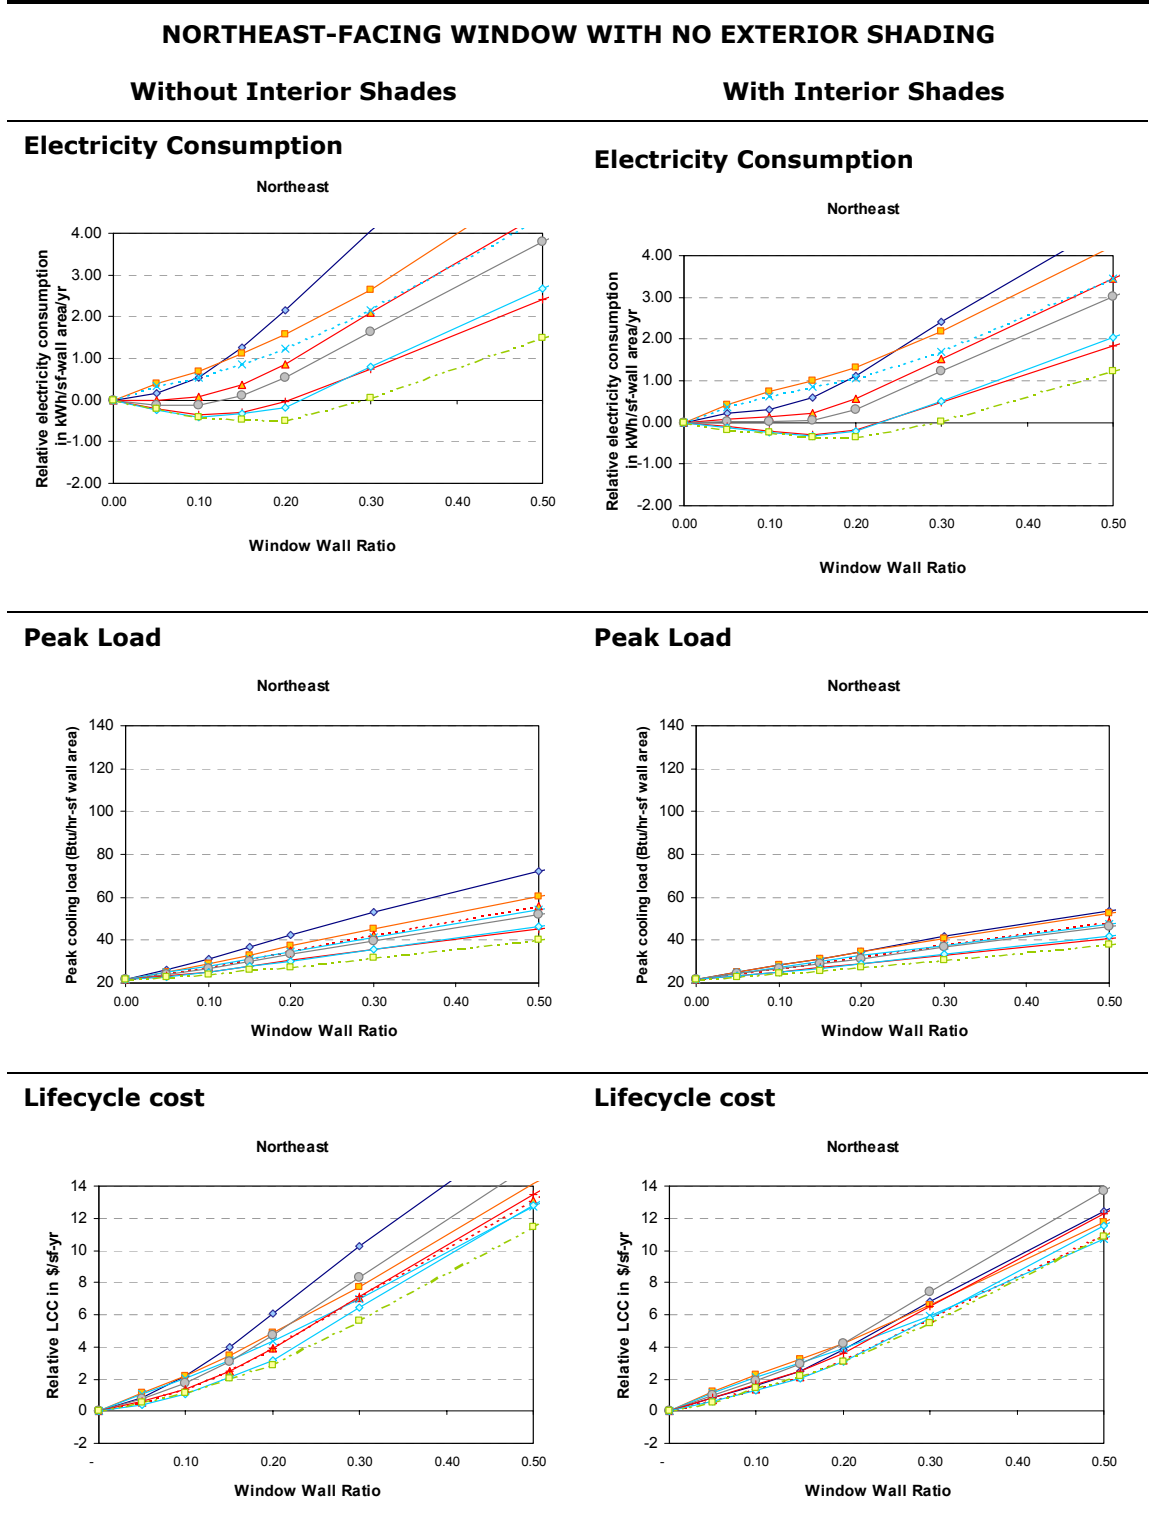 NORTHEAST-FACING WINDOW WITH NO EXTERIOR SHADING
Without Interior Shades
With Interior Shades
Electricity Consumption
Northeast
Relative electricity consumption
in kWh/sf-wall area/yr
4.00
3.00
2.00
1.00
0.00
-1.00
-2.00
0.00 0.10 0.20 0.30 0.40 0.50
Window Wall Ratio
Electricity Consumption
Northeast
Relative electricity consumption
in kWh/sf-wall area/yr
4.00
3.00
2.00
1.00
0.00
-1.00
-2.00
0.00 0.10 0.20 0.30 0.40 0.50
Window Wall Ratio
Peak Load
Northeast
Peak cooling load (Btu/hr-sf wall area)
140
120
100
80
60
40
20
0.00 0.10 0.20 0.30 0.40 0.50
Window Wall Ratio
Peak Load
Northeast
Peak cooling load (Btu/hr-sf wall area)
140
120
100
80
60
40
20
0.00 0.10 0.20 0.30 0.40 0.50
Window Wall Ratio
Lifecycle cost
Northeast
Relative LCC in $/sf-yr
14
12
10
8
6
4
2
0
-2
- 0.10 0.20 0.30 0.40 0.50
Window Wall Ratio
Lifecycle cost
Northeast
Relative LCC in $/sf-yr
14
12
10
8
6
4
2
0
-2
- 0.10 0.20 0.30 0.40 0.50
Window Wall Ratio